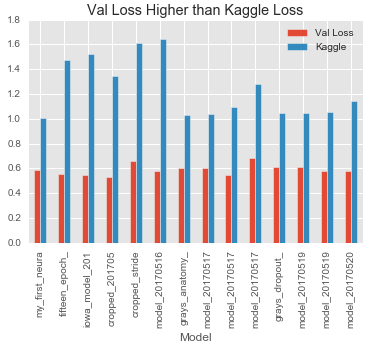 Val Loss Higher than Kaggle Loss
1.8
1.6
1.4
1.2
1.0
0.8
0.6
0.4
0.2
0.0
Val Loss
Kaggle
my_first_neura
fifteen_epoch_
iowa_model_201
cropped_201705
cropped_stride
model_20170516
grays_anatomy_
model_20170517
model_20170517
model_20170517
grays_dropout_
model_20170519
model_20170519
model_20170520
Model